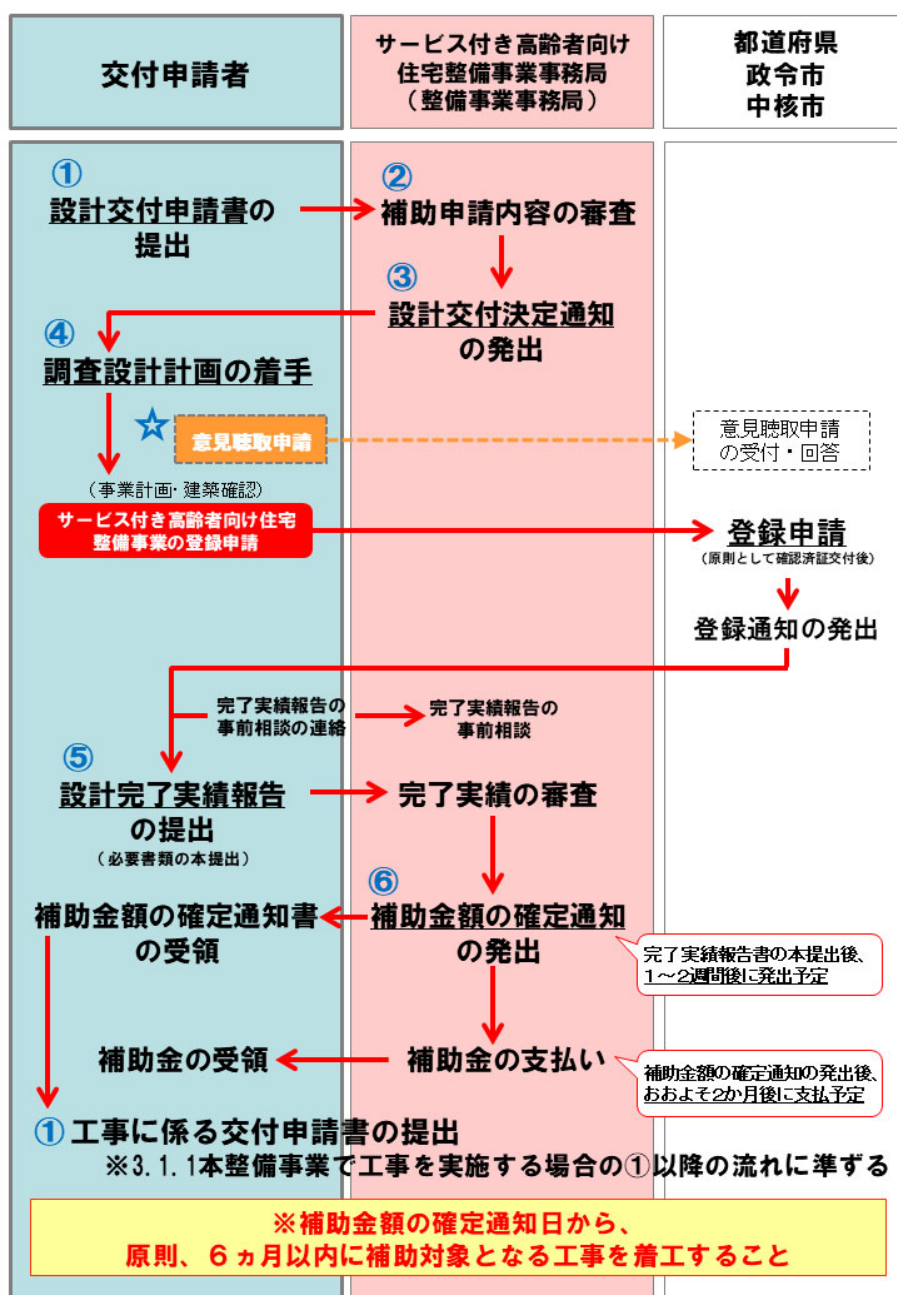 交付申請者
サービス付き高齢者向け
住宅整備事業事務局
（整備事業事務局）
都道府県
政令市
中核市
①
設計交付申請書の
提出
②
補助申請内容の審査
③
設計交付決定通知
の発出
④
調査設計計画の着手
☆
意見聴取申請
意見聴取申請
の受付・回答
（事業計画・建築確認）
サービス付き高齢者向け住宅
整備事業の登録申請
登録申請
（原則として確認済証交付後）
登録通知の発出
完了実績報告の
事前相談の連絡
完了実績報告の
事前相談
⑤
設計完了実績報告
の提出
（必要書類の本提出）
完了実績の審査
⑥
補助金額の確定通知
の発出
補助金額の確定通知書
の受領
完了実績報告書の本提出後、
1～2週間後に発出予定
補助金の受領
補助金の支払い
補助金額の確定通知の発出後、
おおよそ2か月後に支払予定
①工事に係る交付申請書の提出
※3.1.1本整備事業で工事を実施する場合の①以降の流れに準ずる
※補助金額の確定通知日から、
原則、６ヵ月以内に補助対象となる工事を着工すること